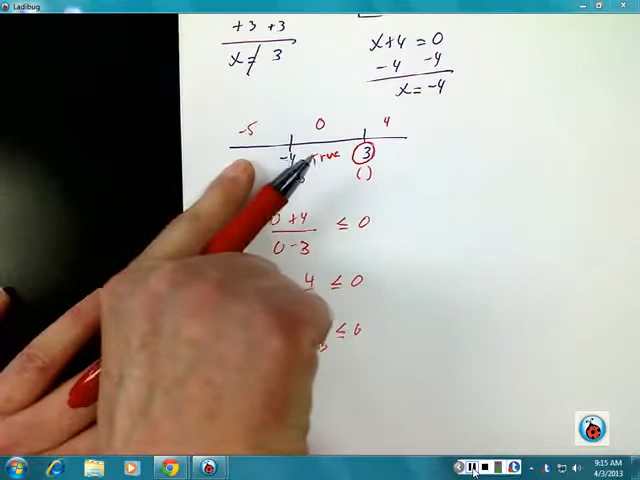 Ladibug
+3 +3
x≠ 3
x+4 = 0
-4 -4
x = -4
-5 0 4
-4 True 3
( )
0+4 ≤ 0
0-3
4 ≤ 0
≤ 0
3
9:15 AM
4/3/2013